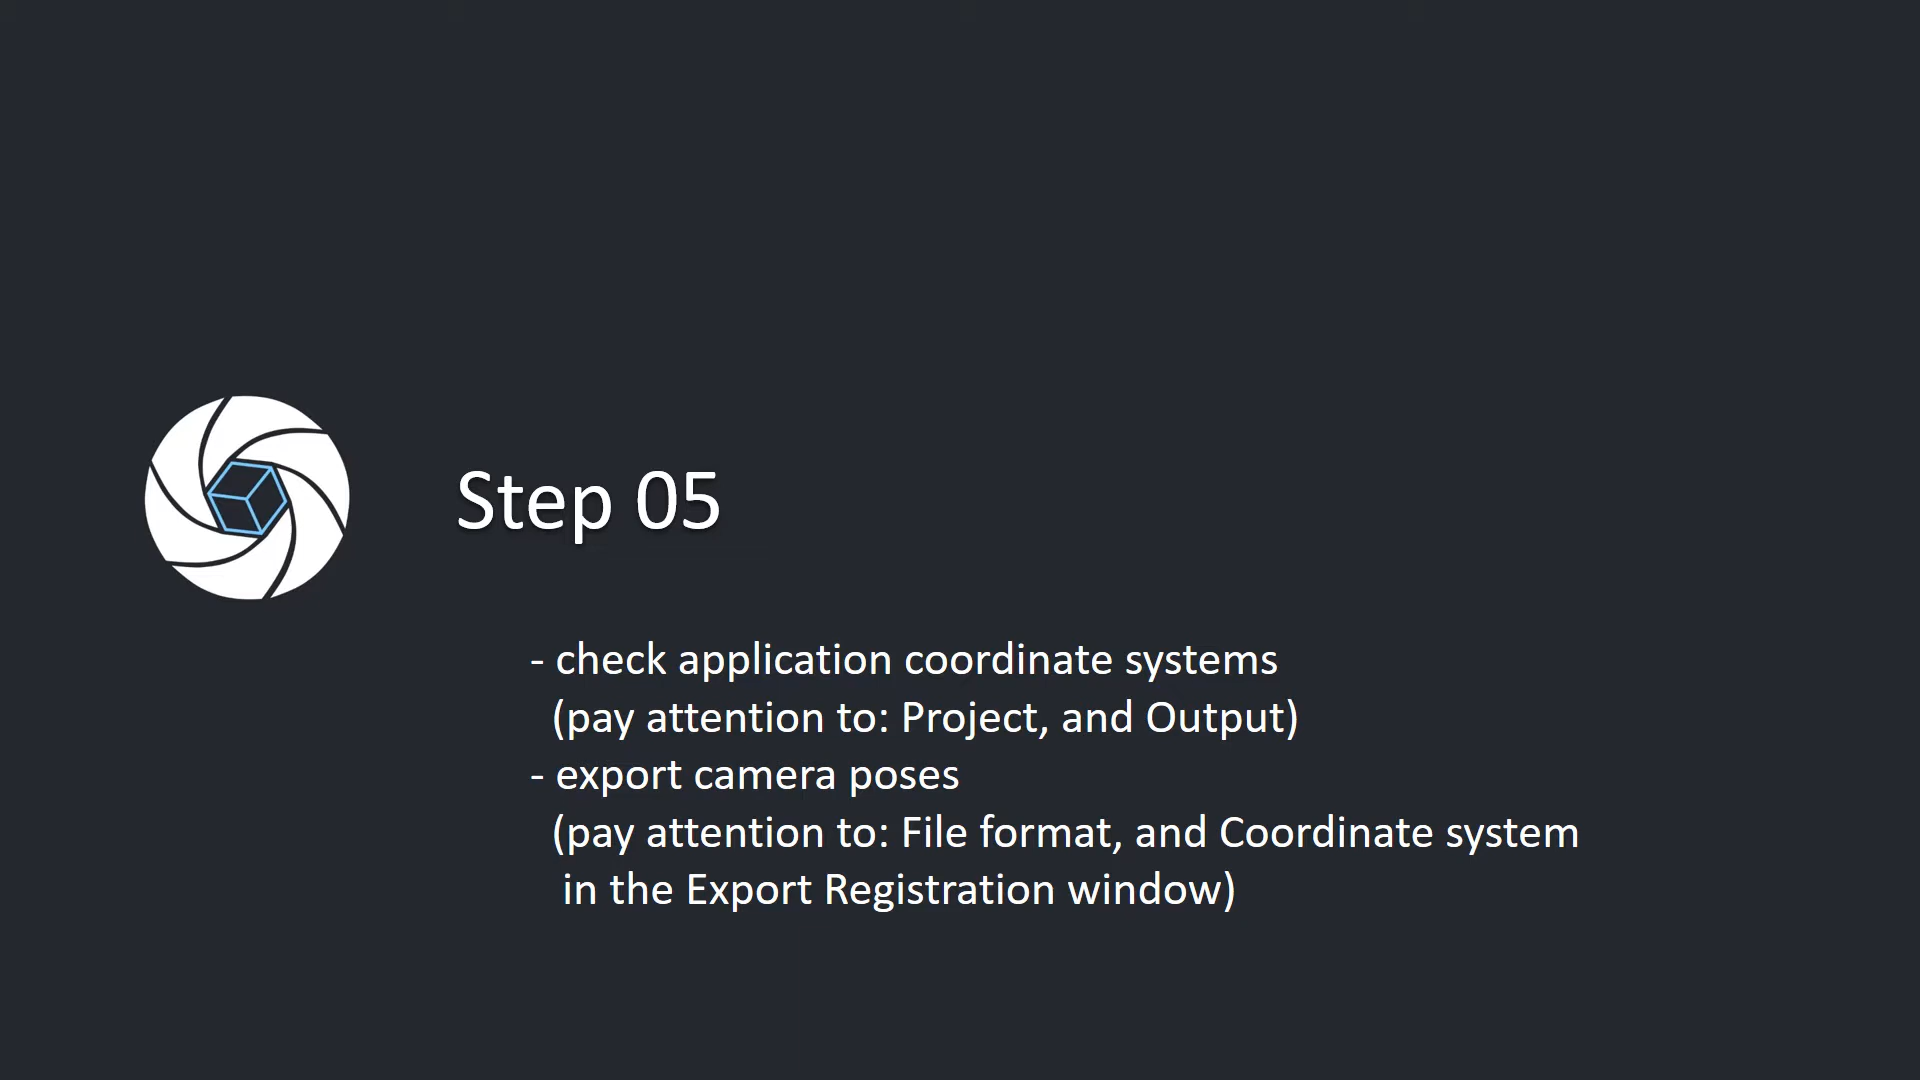 Step 05
- check application coordinate systems
(pay attention to: Project, and Output)
- export camera poses
(pay attention to: File format, and Coordinate system
in the Export Registration window)